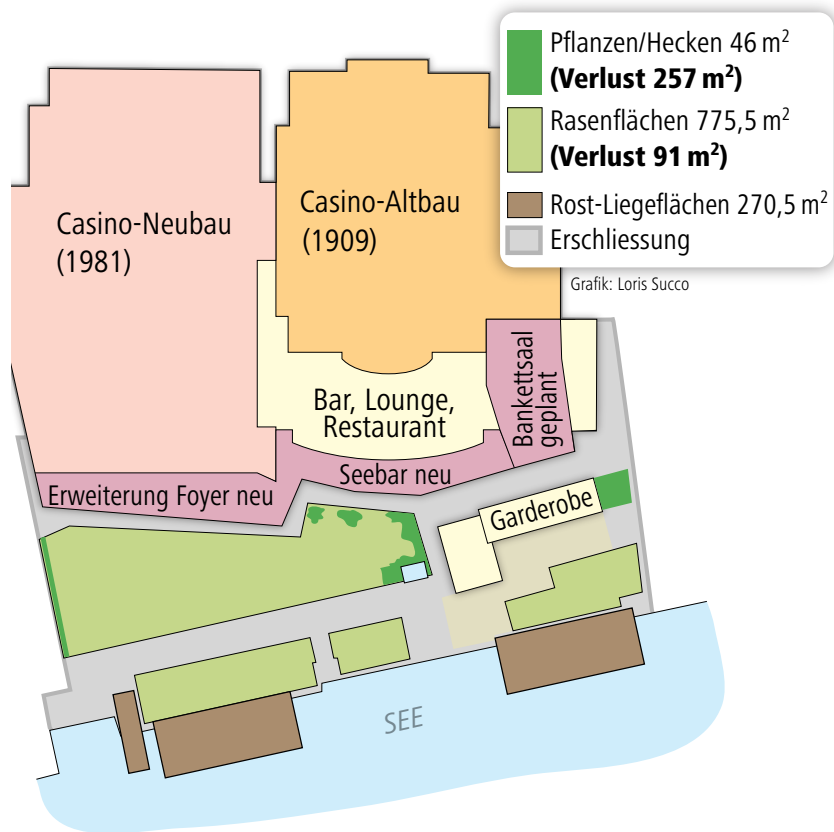 Pflanzen/Hecken 46 m²
(Verlust 257 m²)
Rasenflächen 775,5 m²
(Verlust 91 m²)
Rost-Liegeflächen 270,5 m²
Erschliessung
Grafik: Loris Succo
Casino-Neubau
(1981)
Casino-Altbau
(1909)
Bar, Lounge,
Restaurant
Bankettsaal
geplant
Seebar neu
Erweiterung Foyer neu
Garderobe
SEE